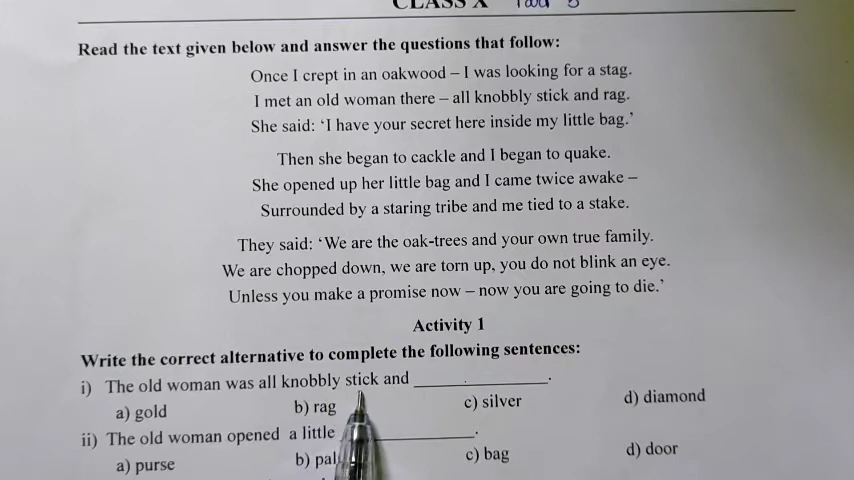 CLASS X
Read the text given below and answer the questions that follow:
Once I crept in an oakwood – I was looking for a stag.
I met an old woman there – all knobbly stick and rag.
She said: ‘I have your secret here inside my little bag.’
Then she began to cackle and I began to quake.
She opened up her little bag and I came twice awake –
Surrounded by a staring tribe and me tied to a stake.
They said: ‘We are the oak-trees and your own true family.
We are chopped down, we are torn up, you do not blink an eye.
Unless you make a promise now – now you are going to die.’
Activity 1
Write the correct alternative to complete the following sentences:
i) The old woman was all knobbly stick and ____________.
a) gold b) rag c) silver d) diamond
ii) The old woman opened a little ____________.
a) purse b) c) bag d) door